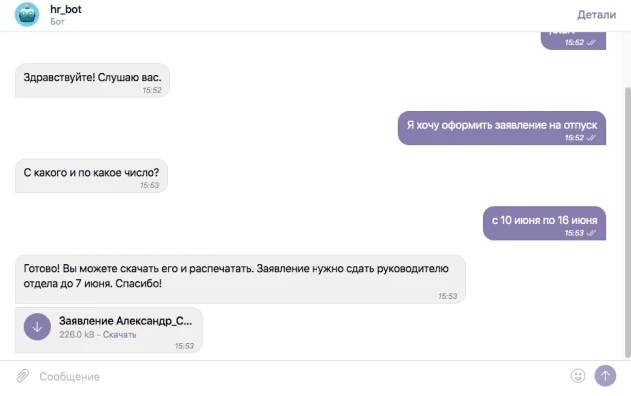 hr_bot
Бот
Детали
15:52
Здравствуйте! Слушаю вас.
15:52
Я хочу оформить заявление на отпуск
15:52
С какого и по какое число?
15:53
с 10 июня по 16 июня
15:53
Готово! Вы можете скачать его и распечатать. Заявление нужно сдать руководителю
отдела до 7 июня. Спасибо!
15:53
Заявление Александр_С...
226.0 kB - Скачать
15:53
Сообщение